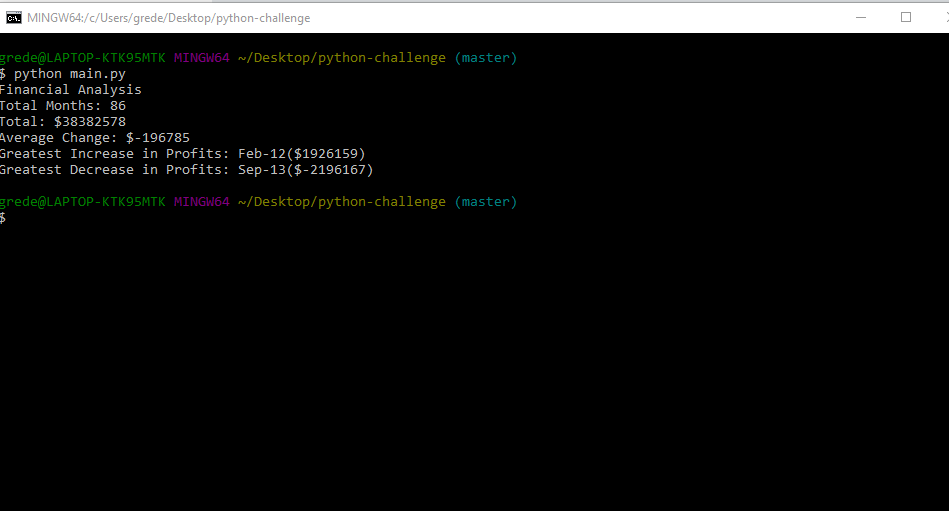 MINGW64:/c/Users/grede/Desktop/python-challenge
grede@LAPTOP-KTK95MTK MINGW64 ~/Desktop/python-challenge (master)
$ python main.py
Financial Analysis
Total Months: 86
Total: $38382578
Average Change: $-196785
Greatest Increase in Profits: Feb-12($1926159)
Greatest Decrease in Profits: Sep-13($-2196167)
grede@LAPTOP-KTK95MTK MINGW64 ~/Desktop/python-challenge (master)
$